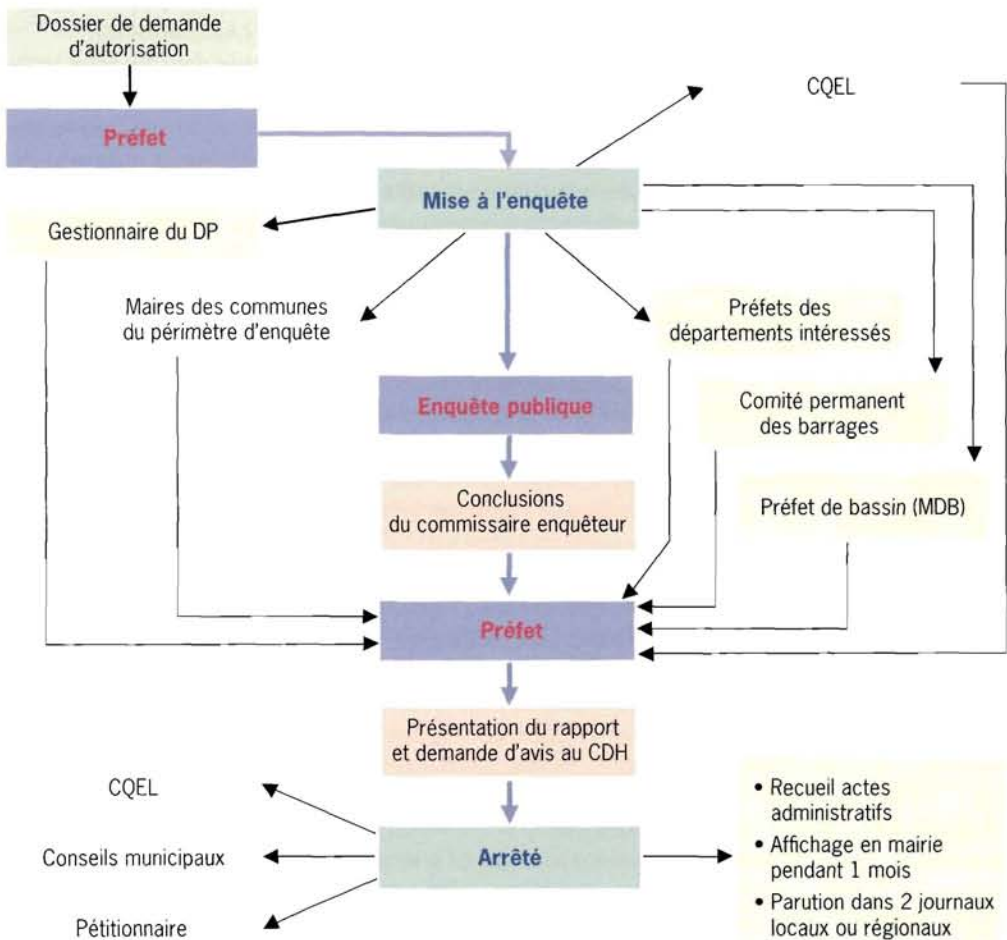 Dossier de demande
d'autorisation
CQEL
Préfet
Mise à l'enquête
Gestionnaire du DP
Maires des communes
du périmètre d'enquête
Préfets des
départements intéressés
Enquête publique
Comité permanent
des barrages
Conclusions
du commissaire enquêteur
Préfet de bassin (MDB)
Préfet
Présentation du rapport
et demande d'avis au CDH
CQEL
Conseils municipaux
Pétitionnaire
Arrêté
• Recueil actes
administratifs
• Affichage en mairie
pendant 1 mois
• Parution dans 2 journaux
locaux ou régionaux